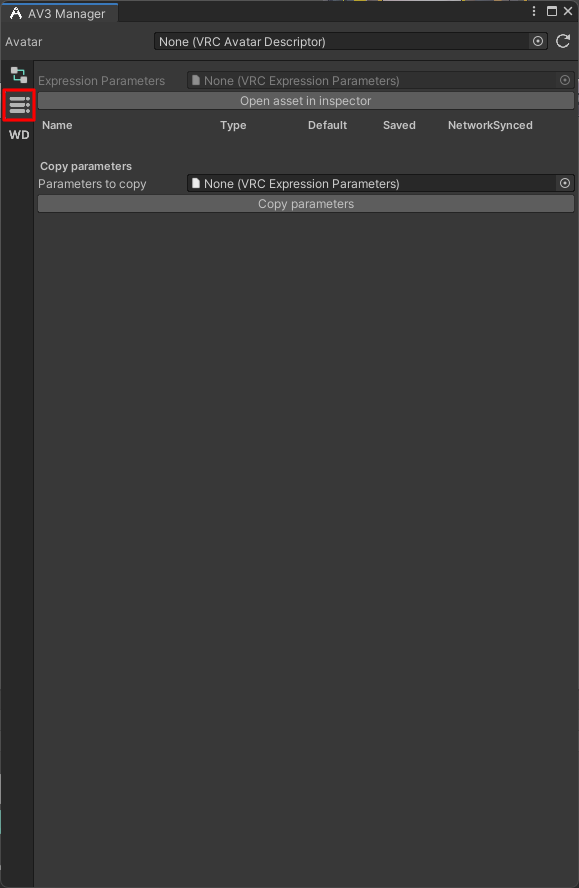 AV3 Manager
Avatar None (VRC Avatar Descriptor)
Expression Parameters None (VRC Expression Parameters)
Open asset in inspector
Name Type Default Saved NetworkSynced
WD
Copy parameters
Parameters to copy None (VRC Expression Parameters)
Copy parameters